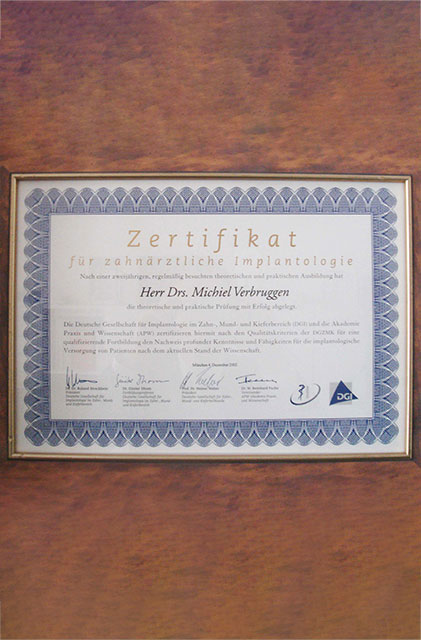 Zertifikat
für zahnärztliche Implantologie
Nach einer zweijährigen, regelmäßig besuchten theoretischen und praktischen Ausbildung hat
Herr Drs. Michiel Verbruggen
die theoretische und praktische Prüfung mit Erfolg abgelegt.
Die Deutsche Gesellschaft für Implantologie im Zahn-, Mund- und Kieferbereich (DGI) und die Akademie
Praxis und Wissenschaft (APW) zertifizieren hiermit nach den Qualitätskriterien der DGZMK für eine
qualifizierende Fortbildung den Nachweis profunder Kenntnisse und Fähigkeiten für die implantologische
Versorgung von Patienten nach dem aktuellen Stand der Wissenschaft.
München, Dezember
DGI